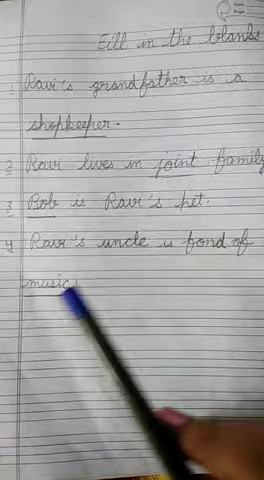 Fill in the blanks
1 Ravi's grandfather is a
shopkeeper.
2 Ravi lives in joint family
3 Bob is Ravi's pet.
4 Ravi's uncle is fond of
music